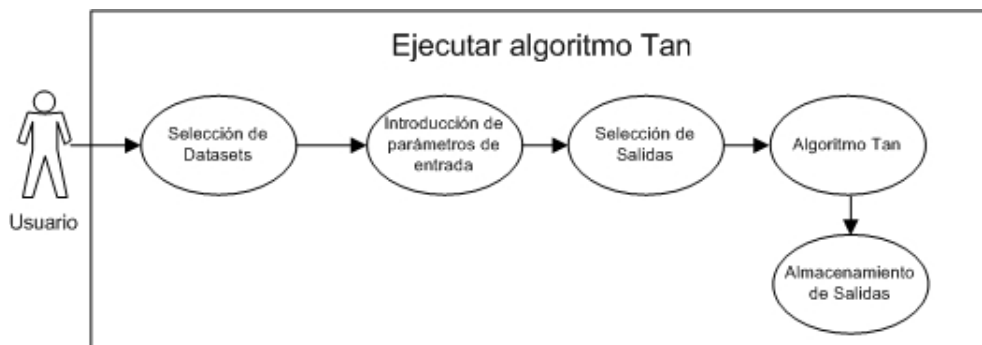 Ejecutar algoritmo Tan
Usuario
Selección de
Datasets
Introducción de
parámetros de
entrada
Selección de
Salidas
Algoritmo Tan
Almacenamiento
de Salidas